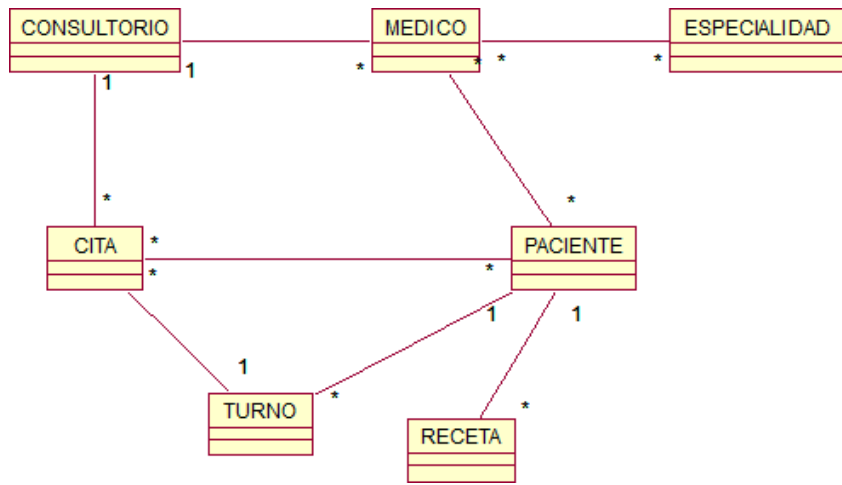 CONSULTORIO MEDICO ESPECIALIDAD
1 1 * * * *
* *
CITA * PACIENTE
* *
1 1 1
TURNO * *
RECETA